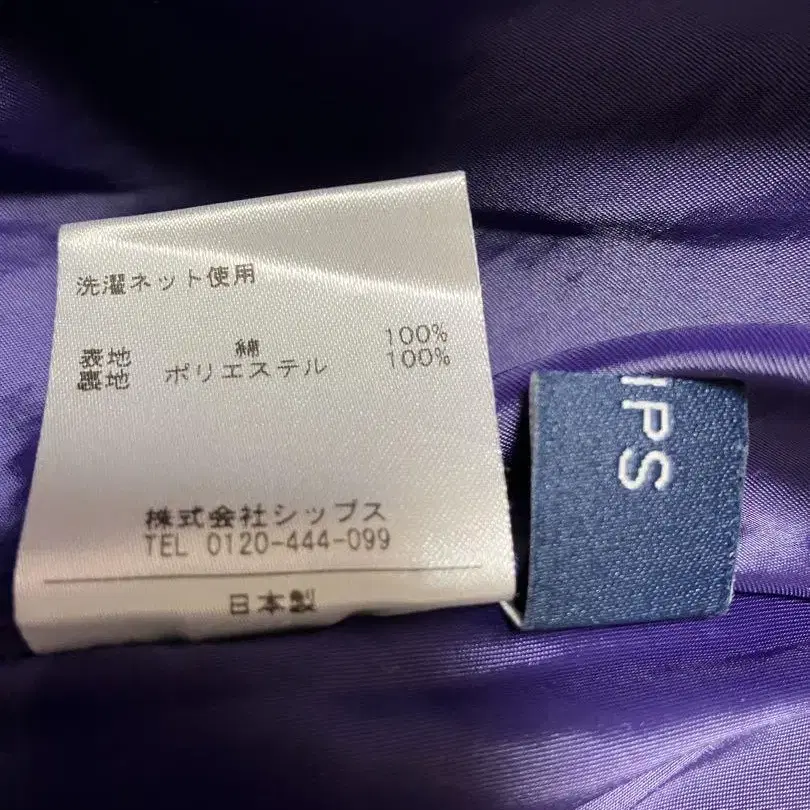 洗濯ネット使用
表地 綿 100%
裏地 ポリエステル 100%
株式会社シップス
TEL 0120-444-099
日本製
IPS